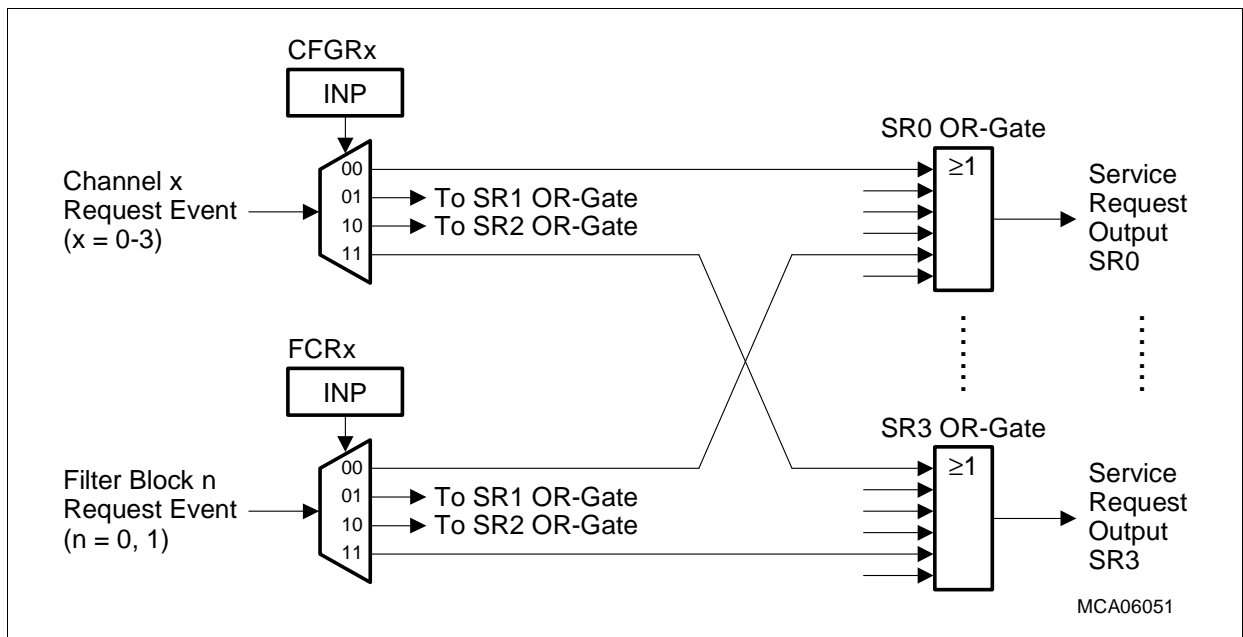 CFGRx
INP
00
01
10
11
Channel x
Request Event
(x = 0-3)
To SR1 OR-Gate
To SR2 OR-Gate
SR0 OR-Gate
≥1
Service
Request
Output
SR0
FCRx
INP
00
01
10
11
Filter Block n
Request Event
(n = 0, 1)
To SR1 OR-Gate
To SR2 OR-Gate
SR3 OR-Gate
≥1
Service
Request
Output
SR3
MCA06051